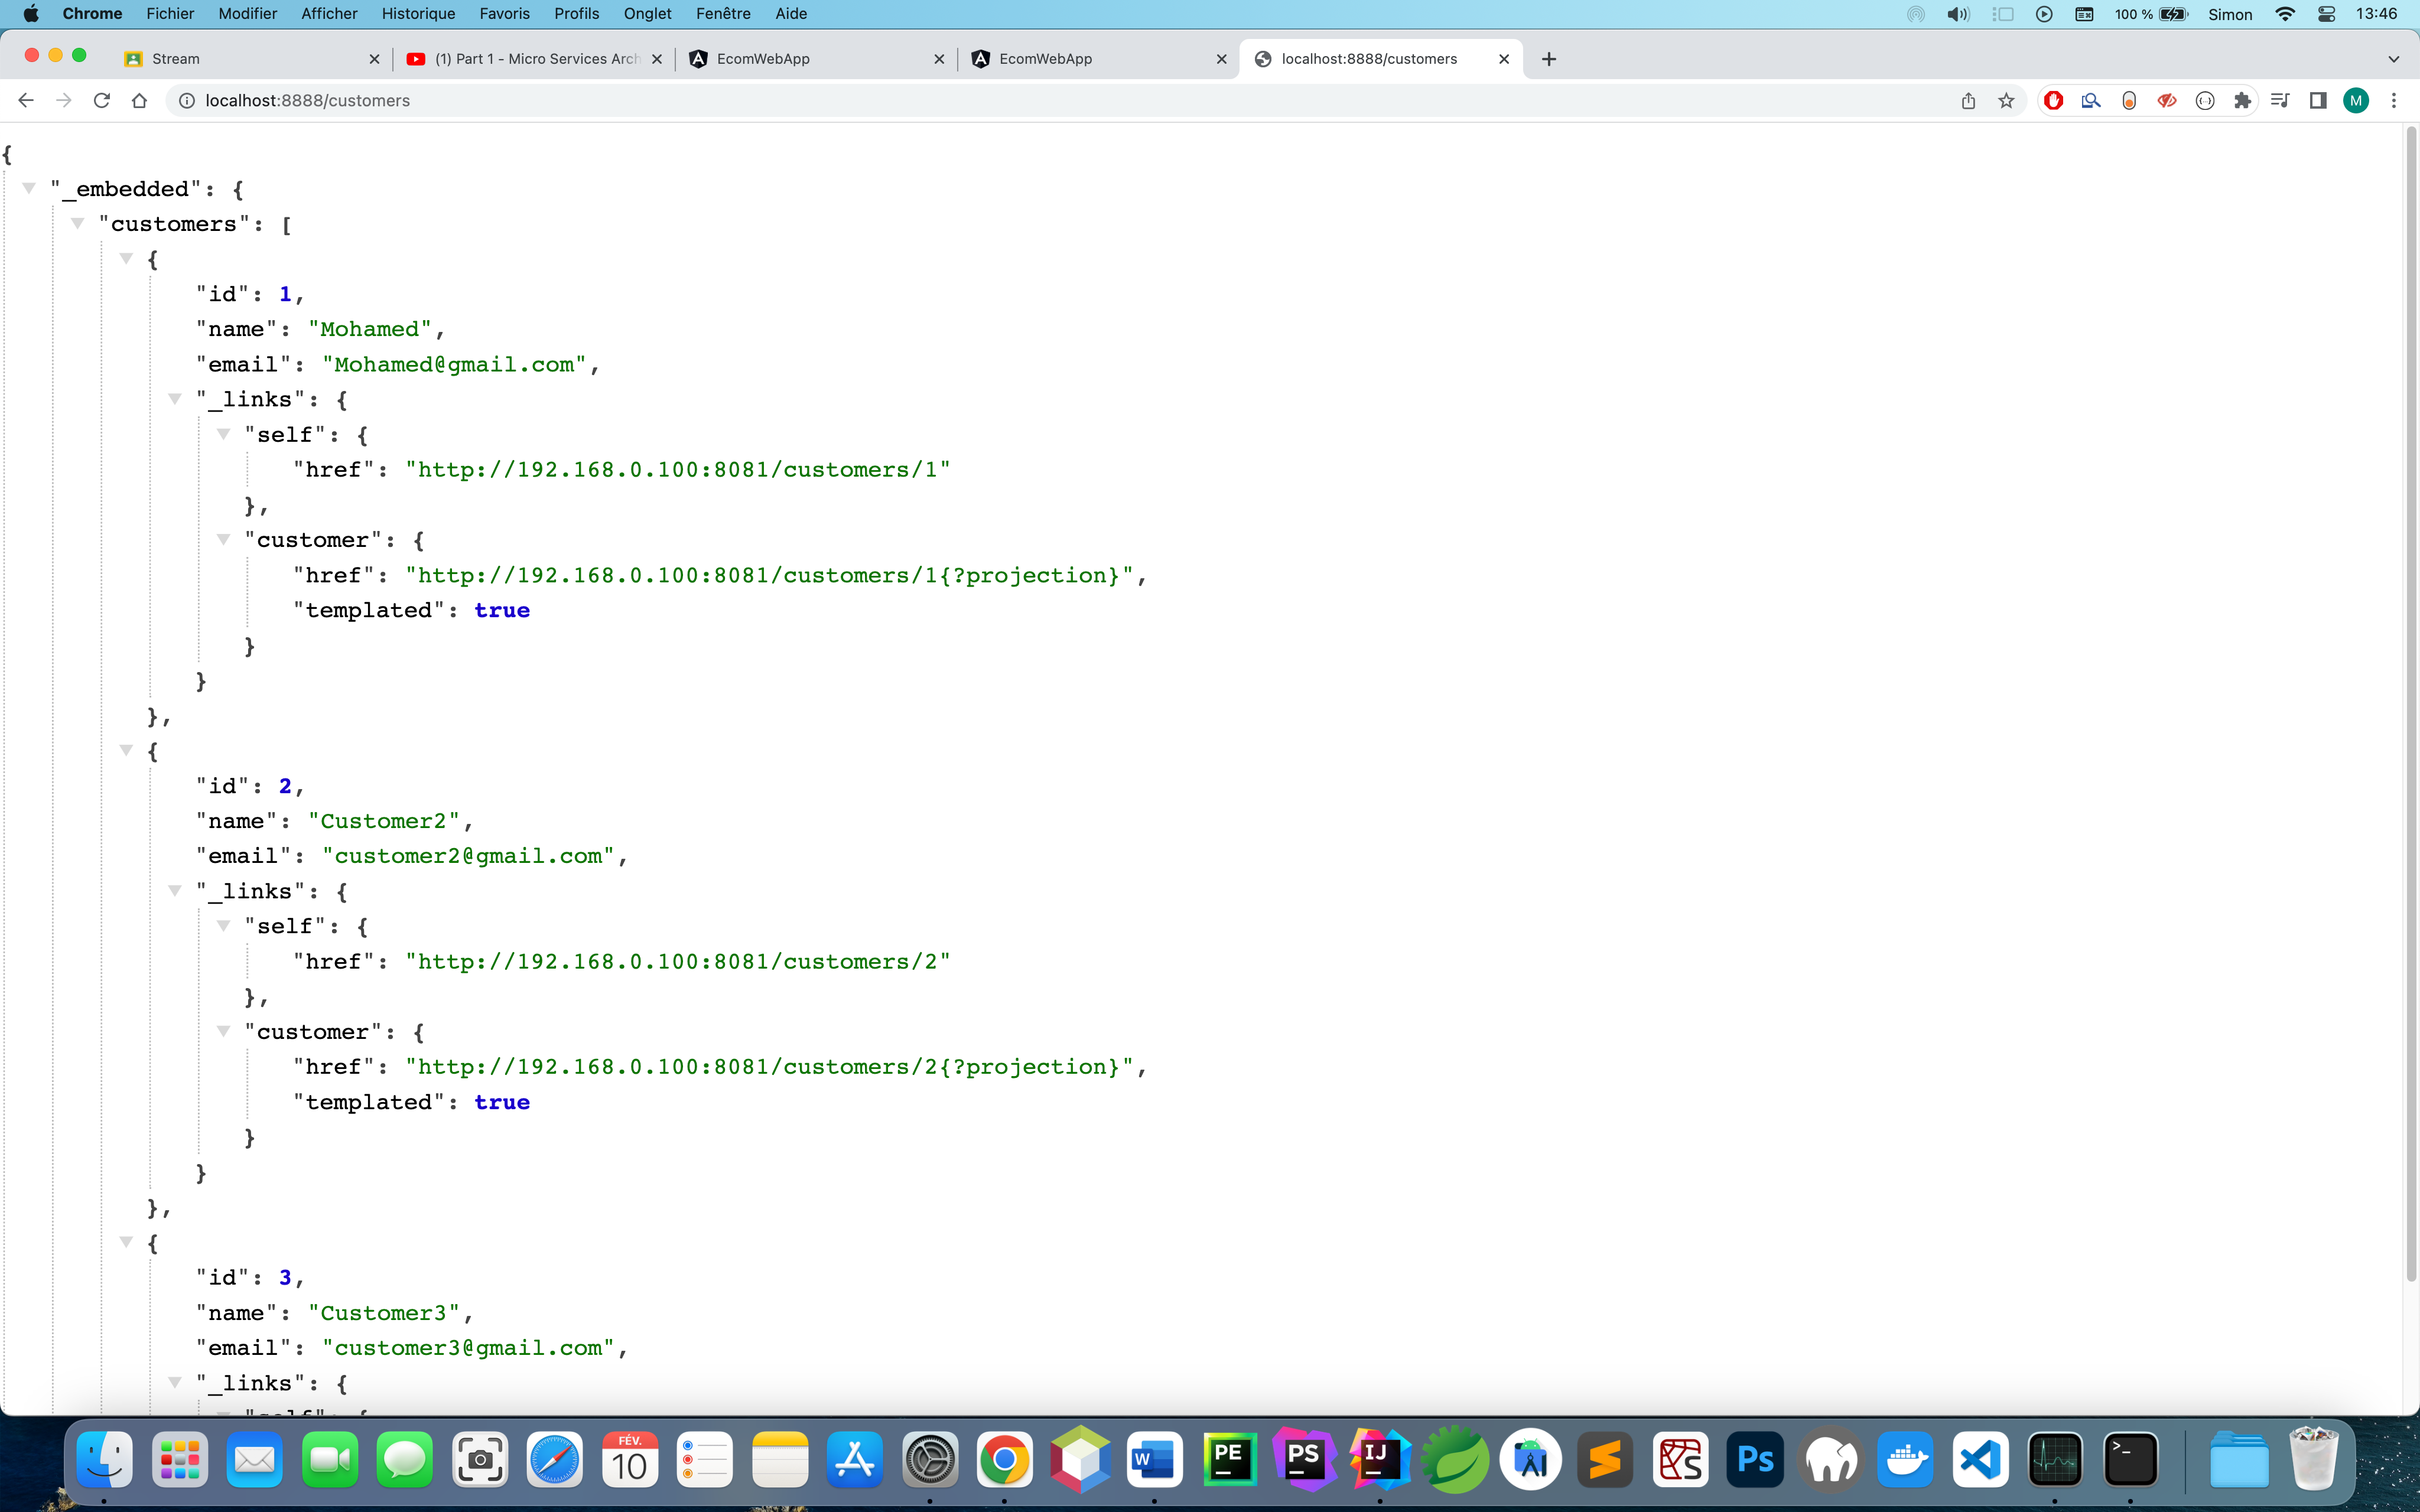 Chrome Fichier Modifier Afficher Historique Favoris Profils Onglet Fenêtre Aide 100 % Simon 13:46
Stream (1) Part 1 - Micro Services Arch EcomWebApp EcomWebApp localhost:8888/customers
localhost:8888/customers M
{
"_embedded": {
"customers": [
{
"id": 1,
"name": "Mohamed",
"email": "Mohamed@gmail.com",
"_links": {
"self": {
"href": "http://192.168.0.100:8081/customers/1"
},
"customer": {
"href": "http://192.168.0.100:8081/customers/1{?projection}",
"templated": true
}
}
},
{
"id": 2,
"name": "Customer2",
"email": "customer2@gmail.com",
"_links": {
"self": {
"href": "http://192.168.0.100:8081/customers/2"
},
"customer": {
"href": "http://192.168.0.100:8081/customers/2{?projection}",
"templated": true
}
}
},
{
"id": 3,
"name": "Customer3",
"email": "customer3@gmail.com",
"_links": {
"self": {
FÉV.
10 W PE PS IJ S Ps >_